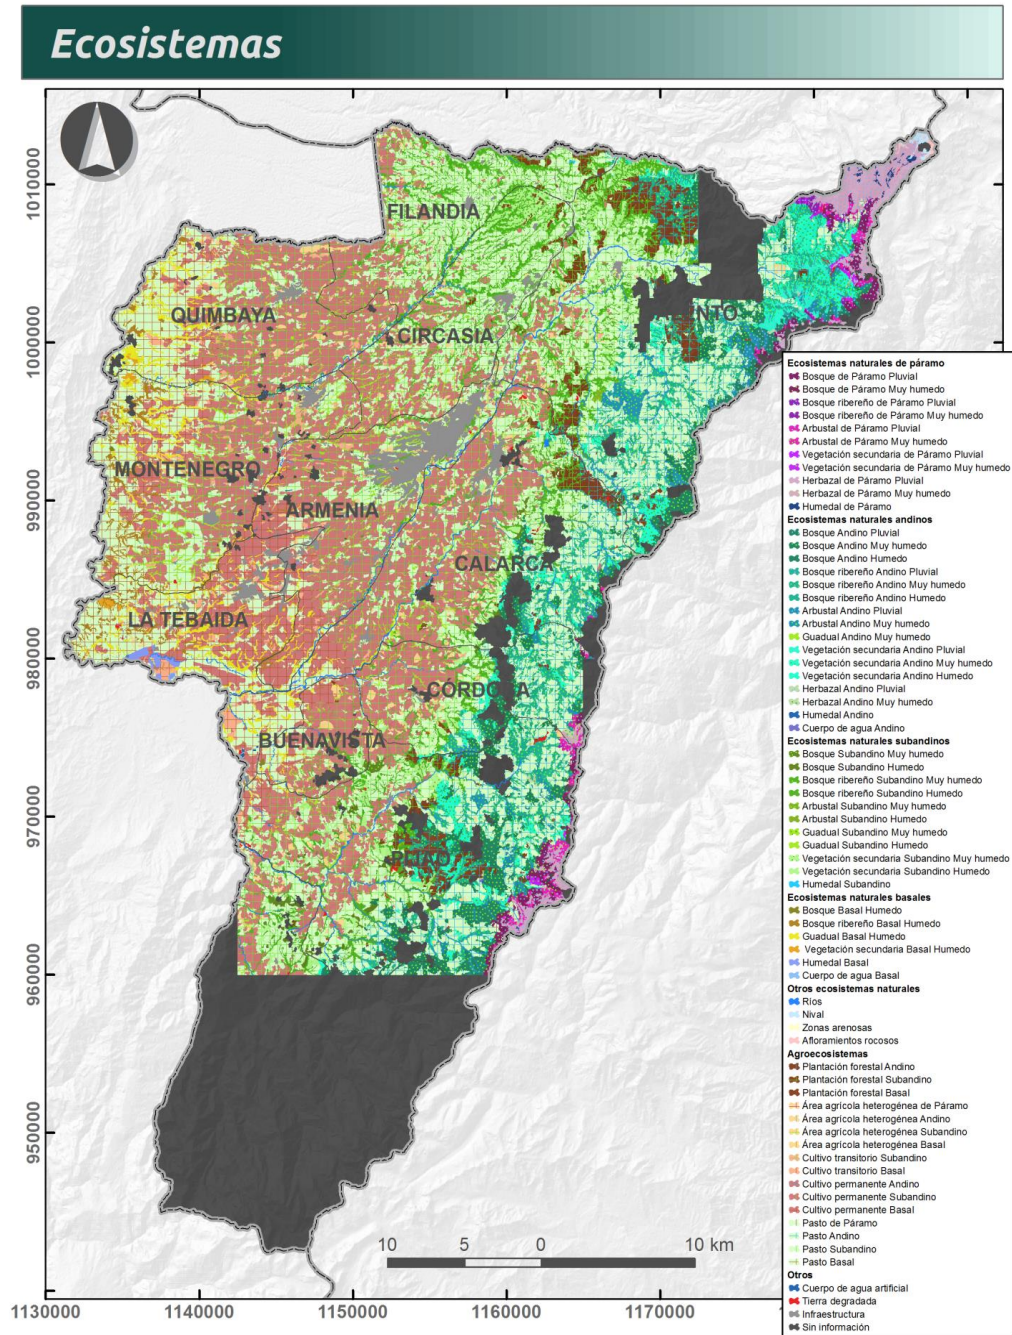 Ecosistemas
1010000
1000000
990000
980000
970000
960000
950000
FILANDIA
QUIMBAYA
CIRCASIA
MONTENEGRO
ARMENIA
CALARCA
LA TEBAIDA
CÓRDOBA
BUENAVISTA
PIJAO
10 5 0 10 km
1130000 1140000 1150000 1160000 1170000
Ecosistemas naturales de páramo
Bosque de Páramo Pluvial
Bosque de Páramo Muy humedo
Bosque ribereño de Páramo Pluvial
Bosque ribereño de Páramo Muy humedo
Arbustal de Páramo Pluvial
Arbustal de Páramo Muy humedo
Vegetación secundaria de Páramo Pluvial
Vegetación secundaria de Páramo Muy humedo
Herbazal de Páramo Pluvial
Herbazal de Páramo Muy humedo
Humedal de Páramo
Ecosistemas naturales andinos
Bosque Andino Pluvial
Bosque Andino Muy humedo
Bosque Andino Humedo
Bosque ribereño Andino Pluvial
Bosque ribereño Andino Muy humedo
Bosque ribereño Andino Humedo
Arbustal Andino Pluvial
Arbustal Andino Muy humedo
Guadual Andino Muy humedo
Vegetación secundaria Andino Pluvial
Vegetación secundaria Andino Muy humedo
Vegetación secundaria Andino Humedo
Herbazal Andino Pluvial
Herbazal Andino Muy humedo
Humedal Andino
Cuerpo de agua Andino
Ecosistemas naturales subandinos
Bosque Subandino Muy humedo
Bosque Subandino Humedo
Bosque ribereño Subandino Muy humedo
Bosque ribereño Subandino Humedo
Arbustal Subandino Muy humedo
Arbustal Subandino Humedo
Guadual Subandino Muy humedo
Guadual Subandino Humedo
Vegetación secundaria Subandino Muy humedo
Vegetación secundaria Subandino Humedo
Humedal Subandino
Ecosistemas naturales basales
Bosque Basal Humedo
Bosque ribereño Basal Humedo
Guadual Basal Humedo
Vegetación secundaria Basal Humedo
Humedal Basal
Cuerpo de agua Basal
Otros ecosistemas naturales
Ríos
Nival
Zonas arenosas
Afloramientos rocosos
Agroecosistemas
Plantación forestal Andino
Plantación forestal Subandino
Plantación forestal Basal
Área agrícola heterogénea de Páramo
Área agrícola heterogénea Andino
Área agrícola heterogénea Subandino
Área agrícola heterogénea Basal
Cultivo transitorio Subandino
Cultivo transitorio Basal
Cultivo permanente Andino
Cultivo permanente Subandino
Cultivo permanente Basal
Pasto de Páramo
Pasto Andino
Pasto Subandino
Pasto Basal
Otros
Cuerpo de agua artificial
Tierra degradada
Infraestructura
Sin información